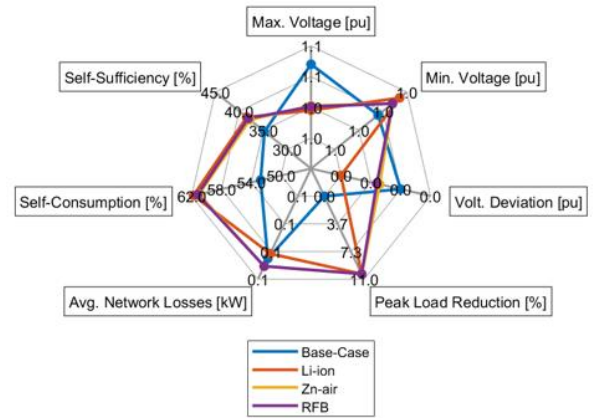 Max. Voltage [pu]
1.1
1.1
1.0
1.0
Self-Sufficiency [%]
45.0
40.0
35.0
30.0
Min. Voltage [pu]
1.0
1.0
1.0
1.0
Self-Consumption [%]
62.0
58.0
54.0
50.0
Volt. Deviation [pu]
0.0
0.0
0.0
0.0
Avg. Network Losses [kW]
0.1
0.1
0.1
0.1
Peak Load Reduction [%]
0.0
3.7
7.3
11.0
Base-Case
Li-ion
Zn-air
RFB